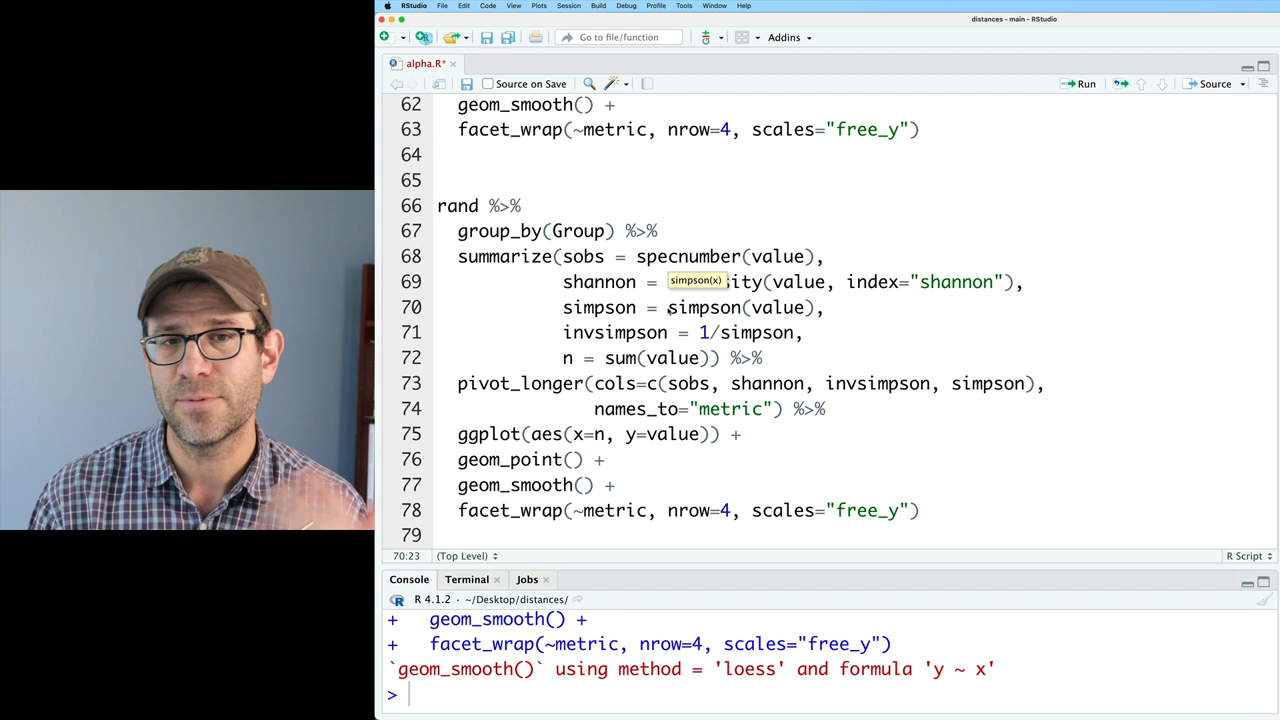 RStudio File Edit Code View Plots Session Build Debug Profile Tools Window Help
distances - main - RStudio
Go to file/function Addins
alpha.R*
Source on Save Run Source
62 geom_smooth() +
63 facet_wrap(~metric, nrow=4, scales="free_y")
64
65
66 rand %>%
67 group_by(Group) %>%
68 summarize(sobs = specnumber(value),
69 shannon = sity(value, index="shannon"),
simpson(x)
70 simpson = simpson(value),
71 invsimpson = 1/simpson,
72 n = sum(value)) %>%
73 pivot_longer(cols=c(sobs, shannon, invsimpson, simpson),
74 names_to="metric") %>%
75 ggplot(aes(x=n, y=value)) +
76 geom_point() +
77 geom_smooth() +
78 facet_wrap(~metric, nrow=4, scales="free_y")
79
70:23 (Top Level) R Script
Console Terminal Jobs
R 4.1.2 · ~/Desktop/distances/
+ geom_smooth() +
+ facet_wrap(~metric, nrow=4, scales="free_y")
`geom_smooth()` using method = 'loess' and formula 'y ~ x'
>